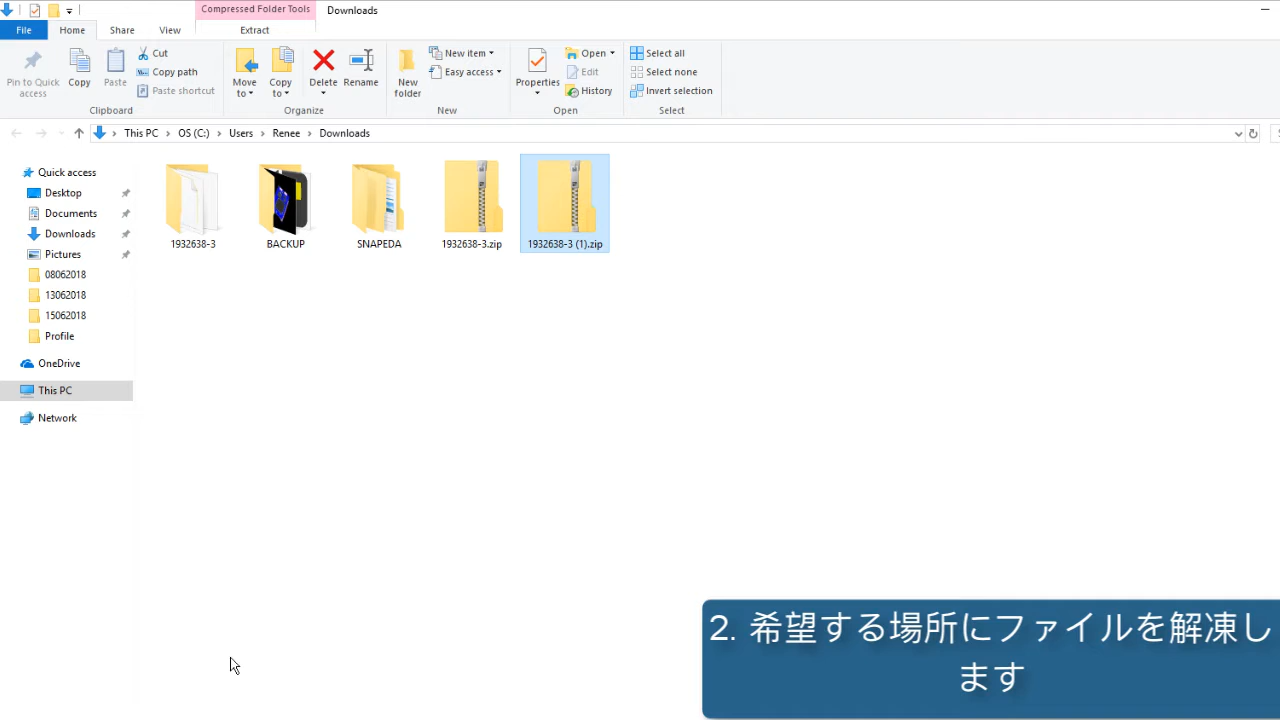 Compressed Folder Tools
Downloads
File
Home
Share
View
Extract
Pin to Quick
access
Copy
Paste
Cut
Copy path
Paste shortcut
Clipboard
Move
to
Copy
to
Delete
Rename
Organize
New
folder
New item
Easy access
New
Properties
Open
Edit
History
Open
Select all
Select none
Invert selection
Select
This PC > OS (C:) > Users > Renee > Downloads
Quick access
Desktop
Documents
Downloads
Pictures
08062018
13062018
15062018
Profile
OneDrive
This PC
Network
1932638-3
BACKUP
SNAPEDA
1932638-3.zip
1932638-3 (1).zip
2. 希望する場所にファイルを解凍し
ます